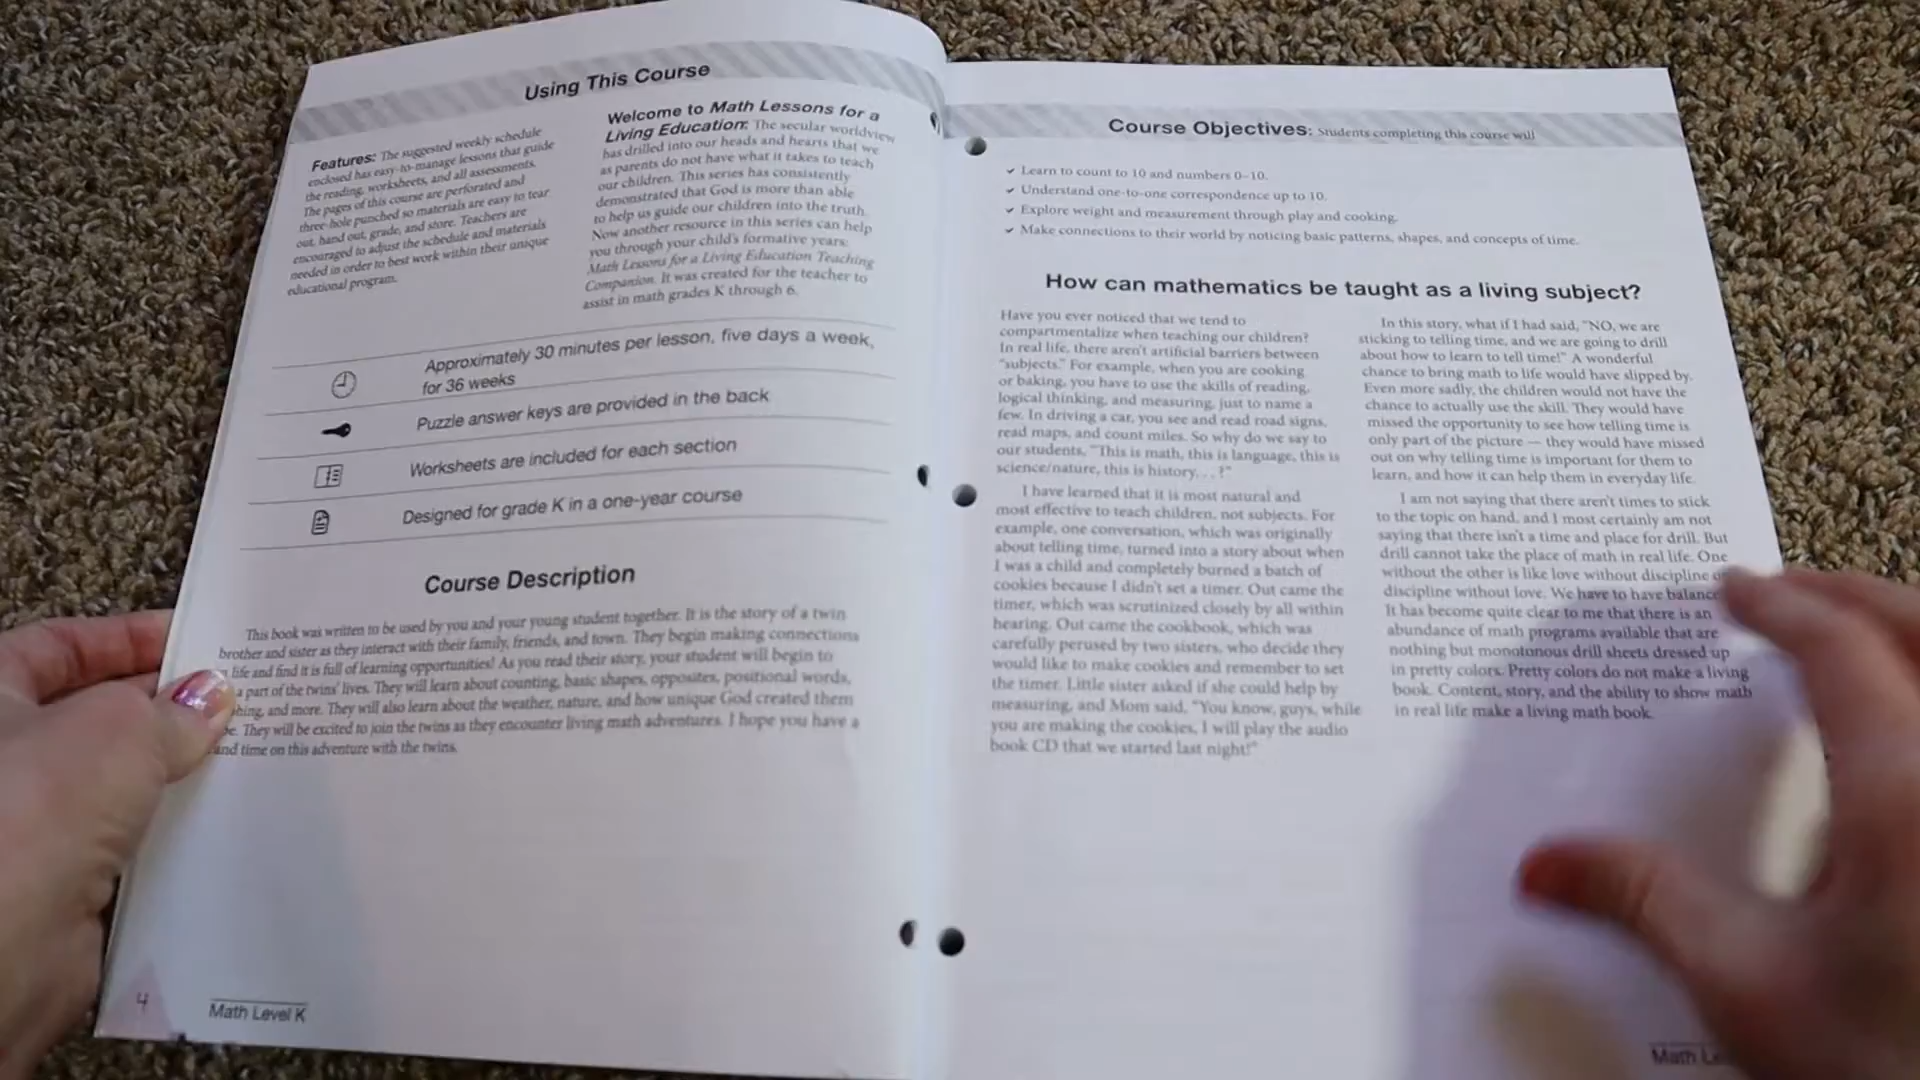 Using This Course
Features: The suggested weekly schedule
enclosed has easy-to-manage lessons that guide
the reading, worksheets, and all assessments.
The pages of this course are perforated and
three-hole punched so materials are easy to tear
out, hand out, grade, and store. Teachers are
encouraged to adjust the schedule and materials
needed in order to best work within their unique
educational program.
Welcome to Math Lessons for a
Living Education: The secular worldview
has drilled into our heads and hearts that we
as parents do not have what it takes to teach
our children. This series has consistently
demonstrated that God is more than able
to help us guide our children into the truth.
Now another resource in this series can help
you through your child's formative years:
Math Lessons for a Living Education Teaching
Companion. It was created for the teacher to
assist in math grades K through 6.
Approximately 30 minutes per lesson, five days a week,
for 36 weeks
Puzzle answer keys are provided in the back
Worksheets are included for each section
Designed for grade K in a one-year course
Course Description
This book was written to be used by you and your young student together. It is the story of a twin
brother and sister as they interact with their family, friends, and town. They begin making connections
life and find it is full of learning opportunities! As you read their story, your student will begin to
a part of the twins' lives. They will learn about counting, basic shapes, opposites, positional words,
and more. They will also learn about the weather, nature, and how unique God created them
They will be excited to join the twins as they encounter living math adventures. I hope you have a
time on this adventure with the twins.
4
Math Level K
Course Objectives: Students completing this course will
✓ Learn to count to 10 and numbers 0–10.
✓ Understand one-to-one correspondence up to 10.
✓ Explore weight and measurement through play and cooking.
✓ Make connections to their world by noticing basic patterns, shapes, and concepts of time.
How can mathematics be taught as a living subject?
Have you ever noticed that we tend to
compartmentalize when teaching our children?
In real life, there aren't artificial barriers between
"subjects." For example, when you are cooking
or baking, you have to use the skills of reading,
logical thinking, and measuring, just to name a
few. In driving a car, you see and read road signs,
read maps, and count miles. So why do we say to
our students, "This is math, this is language, this is
science/nature, this is history. . . ?"
I have learned that it is most natural and
most effective to teach children, not subjects. For
example, one conversation, which was originally
about telling time, turned into a story about when
I was a child and completely burned a batch of
cookies because I didn't set a timer. Out came the
timer, which was scrutinized closely by all within
hearing. Out came the cookbook, which was
carefully perused by two sisters, who decide they
would like to make cookies and remember to set
the timer. Little sister asked if she could help by
measuring, and Mom said, "You know, guys, while
you are making the cookies, I will play the audio
book CD that we started last night!"
In this story, what if I had said, "NO, we are
sticking to telling time, and we are going to drill
about how to learn to tell time!" A wonderful
chance to bring math to life would have slipped by.
Even more sadly, the children would not have the
chance to actually use the skill. They would have
missed the opportunity to see how telling time is
only part of the picture — they would have missed
out on why telling time is important for them to
learn, and how it can help them in everyday life.
I am not saying that there aren't times to stick
to the topic on hand, and I most certainly am not
saying that there isn't a time and place for drill. But
drill cannot take the place of math in real life. One
without the other is like love without discipline
discipline without love. We have to have balance
It has become quite clear to me that there is an
abundance of math programs available that are
nothing but monotonous drill sheets dressed up
in pretty colors. Pretty colors do not make a living
book. Content, story, and the ability to show math
in real life make a living math book.
Math